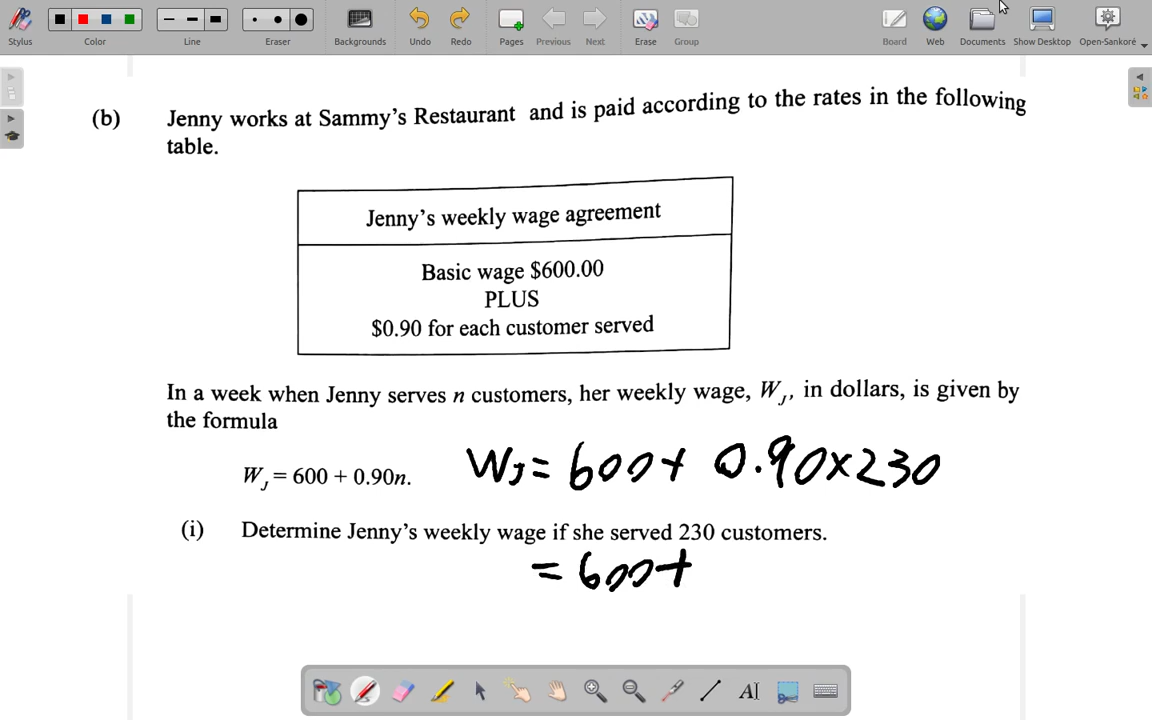 Stylus
Color
Line
Eraser
Backgrounds
Undo
Redo
Pages
Previous
Next
Erase
Group
Board
Web
Documents
Show Desktop
Open-Sankoré
(b) Jenny works at Sammy's Restaurant and is paid according to the rates in the following
table.
Jenny's weekly wage agreement
Basic wage $600.00
PLUS
$0.90 for each customer served
In a week when Jenny serves n customers, her weekly wage, W_J, in dollars, is given by
the formula
W_J = 600 + 0.90n.
W_J = 600 + 0.90 × 230
(i) Determine Jenny's weekly wage if she served 230 customers.
= 600 +
AI